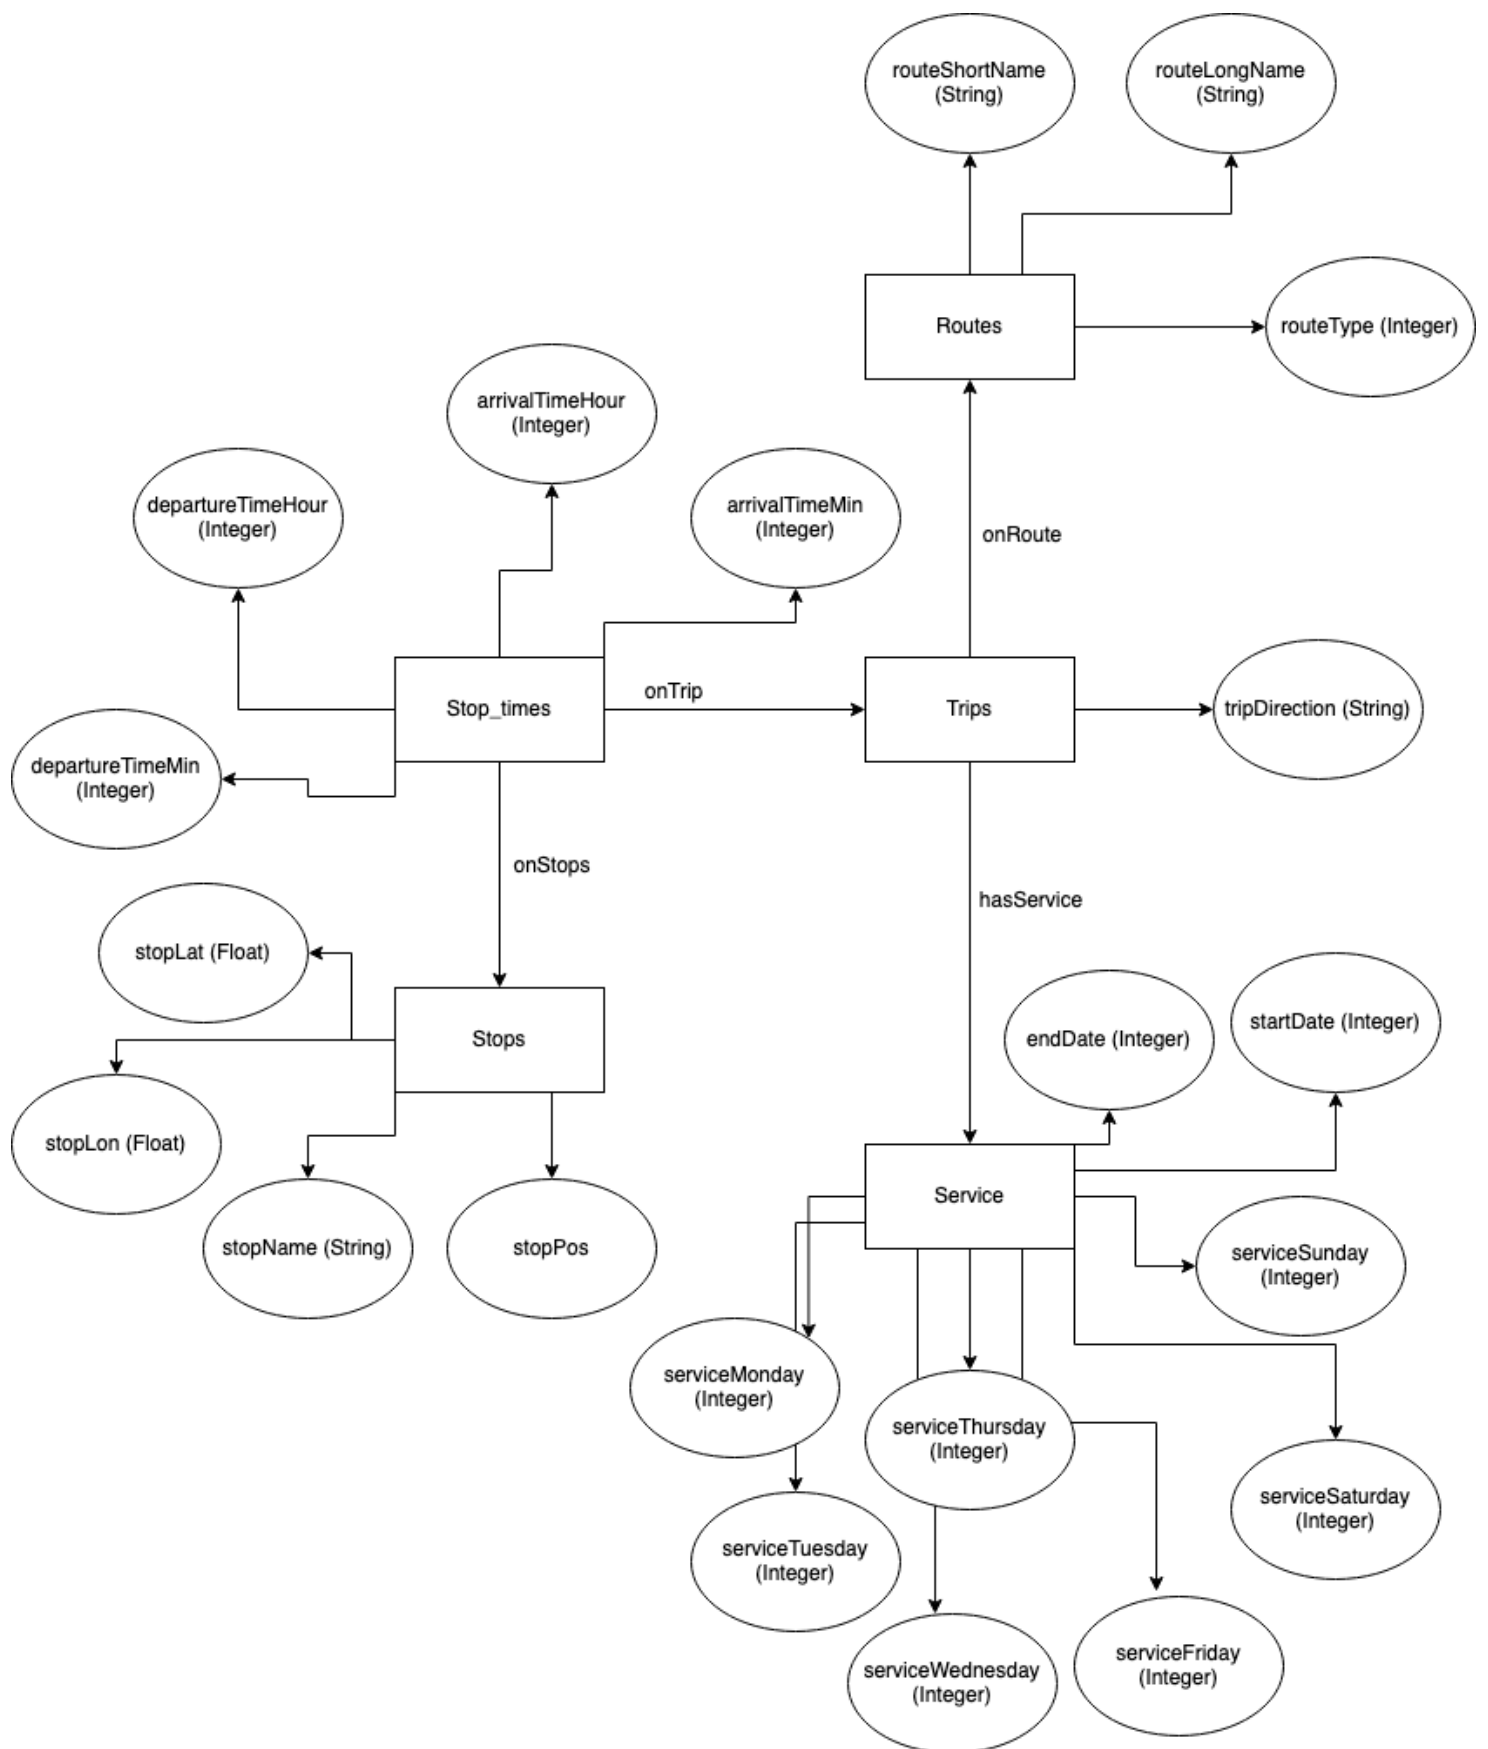 routeShortName
(String)
routeLongName
(String)
Routes
routeType (Integer)
arrivalTimeHour
(Integer)
departureTimeHour
(Integer)
arrivalTimeMin
(Integer)
onRoute
Stop_times
onTrip
Trips
tripDirection (String)
departureTimeMin
(Integer)
onStops
hasService
stopLat (Float)
Stops
endDate (Integer)
startDate (Integer)
stopLon (Float)
Service
stopName (String)
stopPos
serviceSunday
(Integer)
serviceMonday
(Integer)
serviceThursday
(Integer)
serviceSaturday
(Integer)
serviceTuesday
(Integer)
serviceWednesday
(Integer)
serviceFriday
(Integer)